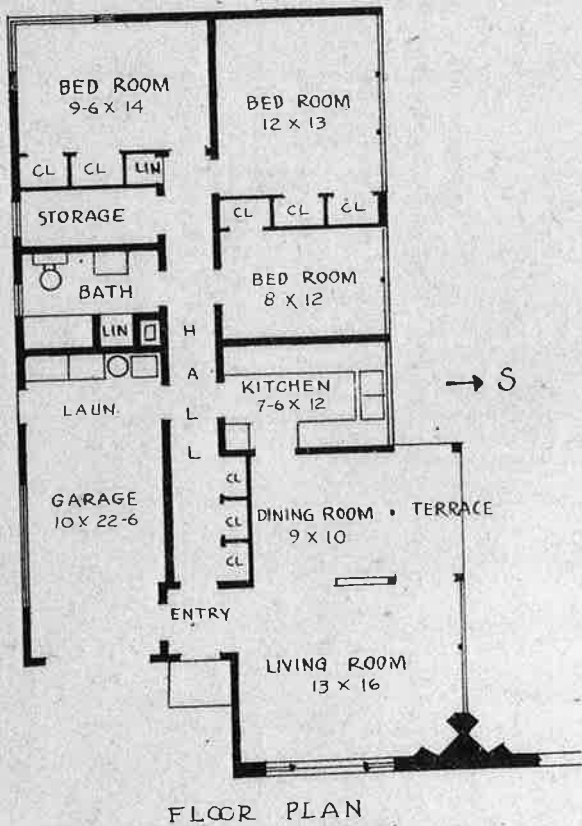 BED ROOM
9-6 X 14
BED ROOM
12 X 13
CL
CL
LIN
STORAGE
CL
CL
CL
BATH
BED ROOM
8 X 12
LIN
HALL
KITCHEN
7-6 X 12
→ S
LAUN
CL
GARAGE
10 X 22-6
CL
DINING ROOM
9 X 10
TERRACE
CL
ENTRY
LIVING ROOM
13 X 16
FLOOR PLAN